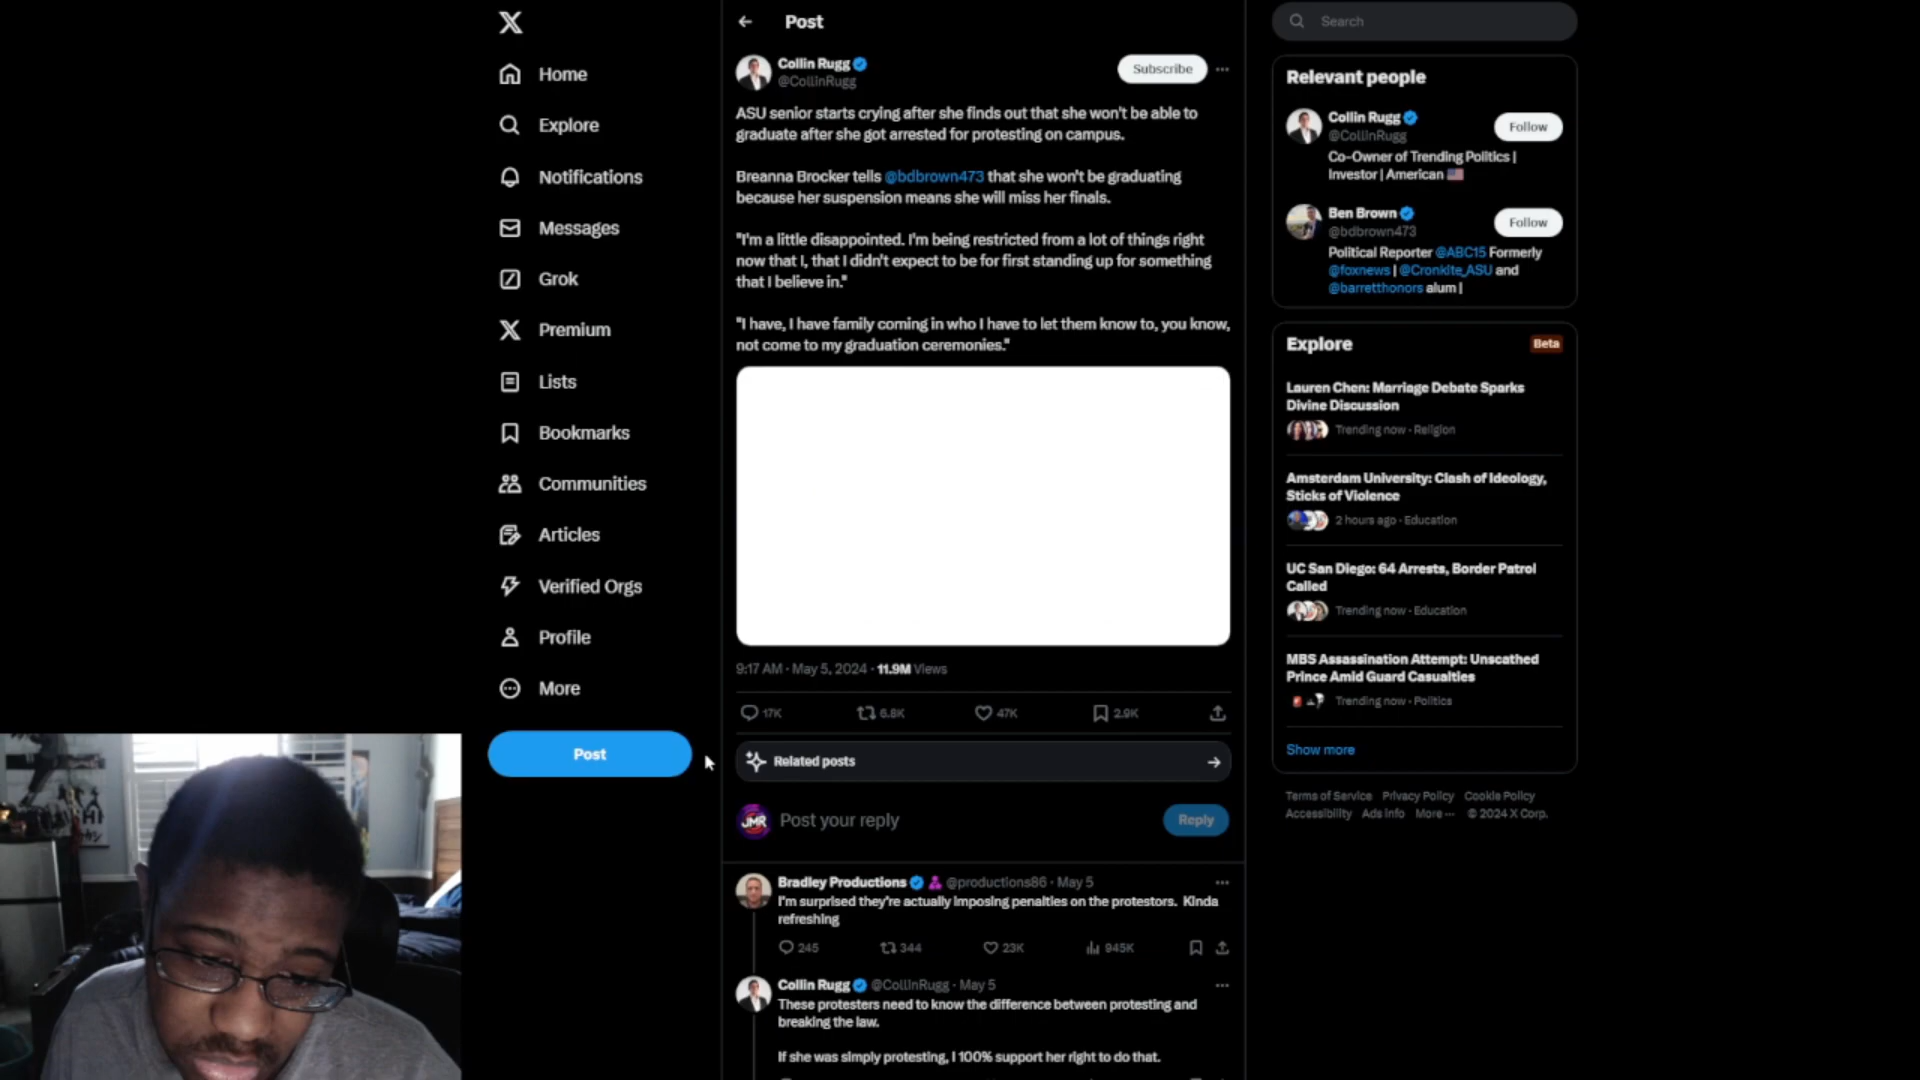 Home
Explore
Notifications
Messages
Grok
Premium
Lists
Bookmarks
Communities
Articles
Verified Orgs
Profile
More
Post
Post
Collin Rugg
@CollinRugg
Subscribe
ASU senior starts crying after she finds out that she won't be able to
graduate after she got arrested for protesting on campus.
Breanna Brocker tells @bdbrown473 that she won't be graduating
because her suspension means she will miss her finals.
"I'm a little disappointed. I'm being restricted from a lot of things right
now that I, that I didn't expect to be for first standing up for something
that I believe in."
"I have, I have family coming in who I have to let them know to, you know,
not come to my graduation ceremonies."
9:17 AM · May 5, 2024 · 11.9M Views
17K 6.8K 47K 2.9K
Related posts
JMR
Post your reply
Reply
Bradley Productions @productions86 · May 5
I'm surprised they're actually imposing penalties on the protestors. Kinda
refreshing
245 344 23K 945K
Collin Rugg @CollinRugg · May 5
These protesters need to know the difference between protesting and
breaking the law.
If she was simply protesting, I 100% support her right to do that.
Search
Relevant people
Collin Rugg
@CollinRugg
Follow
Co-Owner of Trending Politics |
Investor | American
Ben Brown
@bdbrown473
Follow
Political Reporter @ABC15 Formerly
@foxnews | @Cronkite_ASU and
@barretthonors alum |
Explore
Beta
Lauren Chen: Marriage Debate Sparks
Divine Discussion
Trending now · Religion
Amsterdam University: Clash of Ideology,
Sticks of Violence
2 hours ago · Education
UC San Diego: 64 Arrests, Border Patrol
Called
Trending now · Education
MBS Assassination Attempt: Unscathed
Prince Amid Guard Casualties
Trending now · Politics
Show more
Terms of Service Privacy Policy Cookie Policy
Accessibility Ads info More ··· © 2024 X Corp.